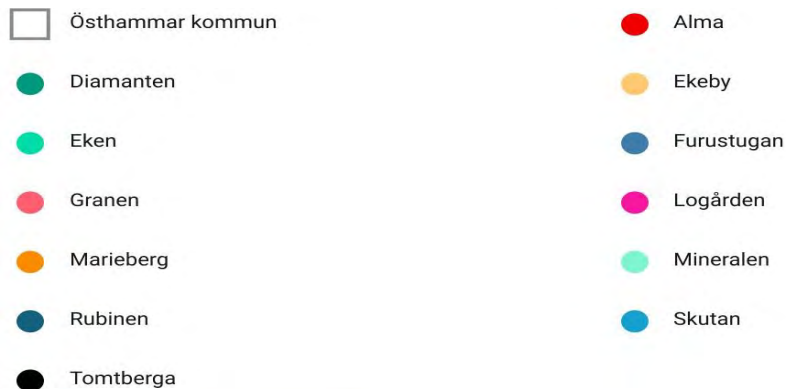 Östhammar kommun
Diamanten
Eken
Granen
Marieberg
Rubinen
Tomtberga
Alma
Ekeby
Furustugan
Logården
Mineralen
Skutan